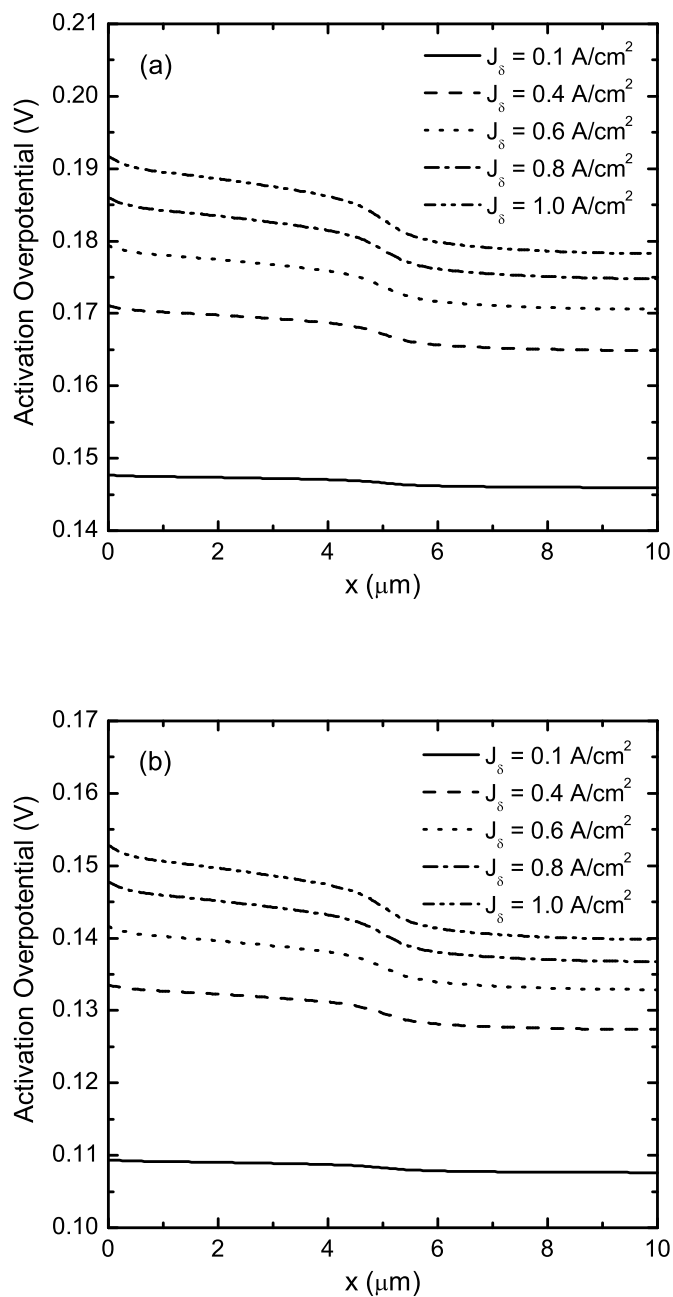 0.21
0.20
0.19
0.18
0.17
0.16
0.15
0.14
Activation Overpotential (V)
(a)
J_δ = 0.1 A/cm²
J_δ = 0.4 A/cm²
J_δ = 0.6 A/cm²
J_δ = 0.8 A/cm²
J_δ = 1.0 A/cm²
0 2 4 6 8 10
x (μm)
0.17
0.16
0.15
0.14
0.13
0.12
0.11
0.10
Activation Overpotential (V)
(b)
J_δ = 0.1 A/cm²
J_δ = 0.4 A/cm²
J_δ = 0.6 A/cm²
J_δ = 0.8 A/cm²
J_δ = 1.0 A/cm²
0 2 4 6 8 10
x (μm)